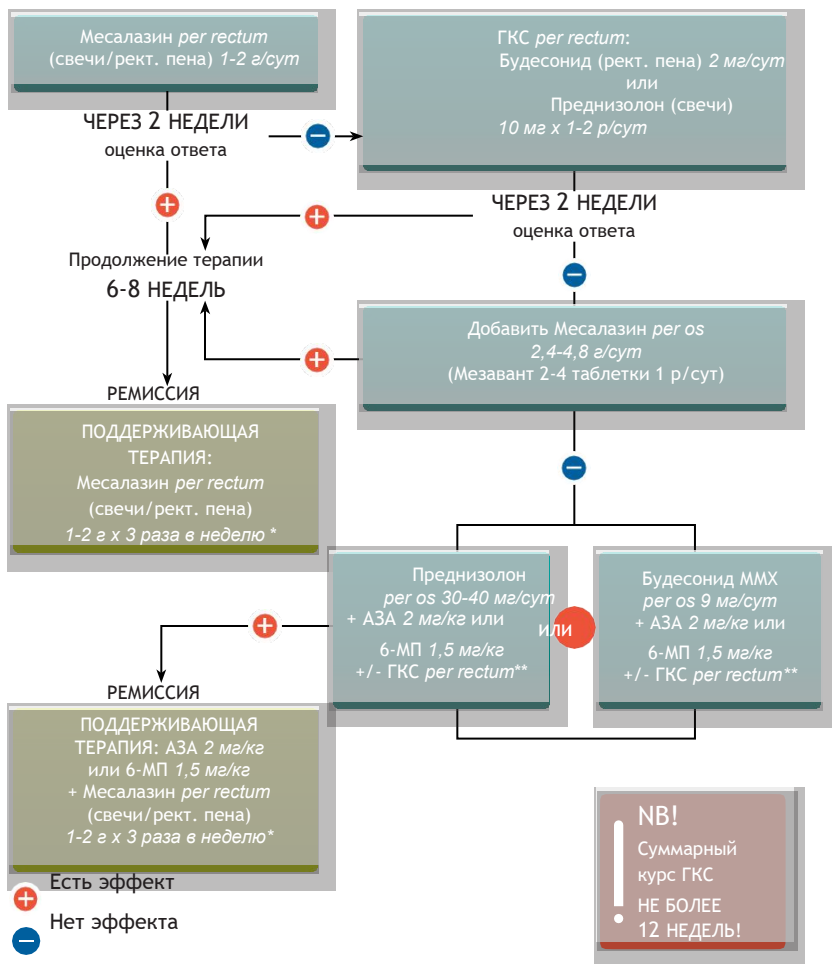 Месалазин per rectum
(свечи/рект. пена) 1-2 г/сут
ЧЕРЕЗ 2 НЕДЕЛИ
оценка ответа
ГКС per rectum:
Будесонид (рект. пена) 2 мг/сут
или
Преднизолон (свечи)
10 мг х 1-2 р/сут
ЧЕРЕЗ 2 НЕДЕЛИ
оценка ответа
Продолжение терапии
6-8 НЕДЕЛЬ
Добавить Месалазин per os
2,4-4,8 г/сут
(Мезавант 2-4 таблетки 1 р/сут)
РЕМИССИЯ
ПОДДЕРЖИВАЮЩАЯ
ТЕРАПИЯ:
Месалазин per rectum
(свечи/рект. пена)
1-2 г х 3 раза в неделю *
Преднизолон
per os 30-40 мг/сут
+ АЗА 2 мг/кг или
6-МП 1,5 мг/кг
+/- ГКС per rectum**
или
Будесонид ММХ
per os 9 мг/сут
+ АЗА 2 мг/кг или
6-МП 1,5 мг/кг
+/- ГКС per rectum**
РЕМИССИЯ
ПОДДЕРЖИВАЮЩАЯ
ТЕРАПИЯ: АЗА 2 мг/кг
или 6-МП 1,5 мг/кг
+ Месалазин per rectum
(свечи/рект. пена)
1-2 г х 3 раза в неделю*
NB!
Суммарный
курс ГКС
НЕ БОЛЕЕ
12 НЕДЕЛЬ!
Есть эффект
Нет эффекта